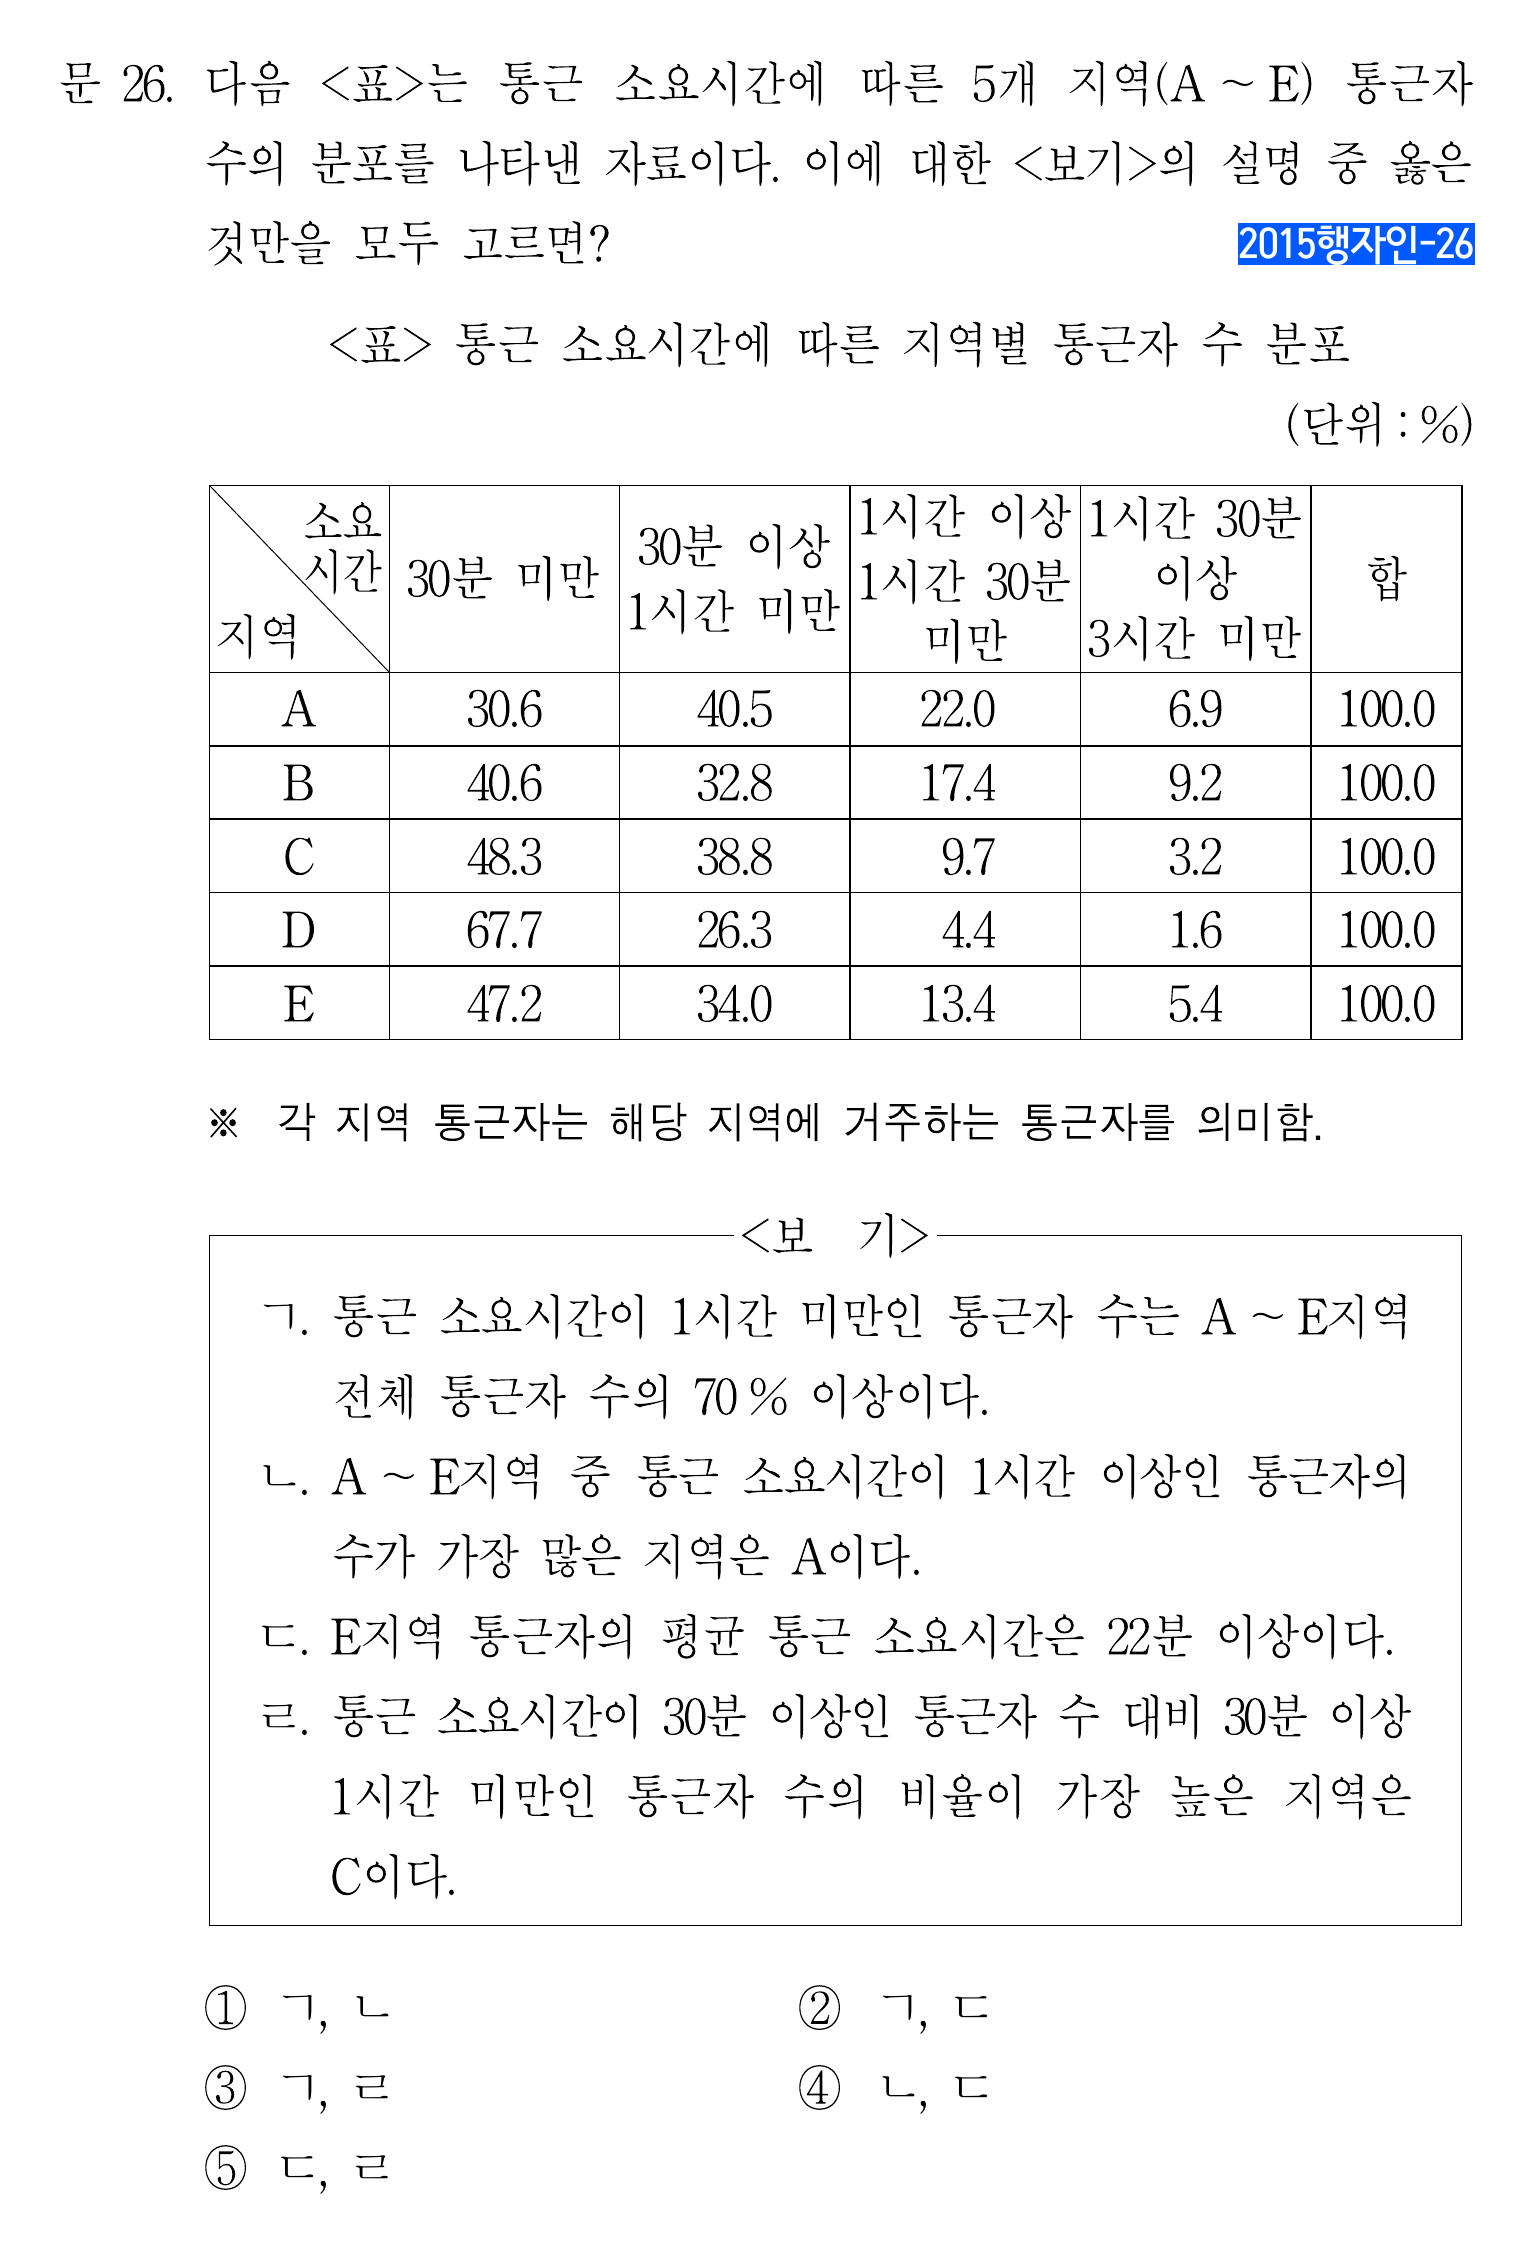 문 26. 다음 <표>는 통근 소요시간에 따른 5개 지역(A ~ E) 통근자
수의 분포를 나타낸 자료이다. 이에 대한 <보기>의 설명 중 옳은
것만을 모두 고르면?
2015행자인-26
<표> 통근 소요시간에 따른 지역별 통근자 수 분포
(단위 : %)
소요
시간
지역
30분 미만
30분 이상
1시간 미만
1시간 이상
1시간 30분
미만
1시간 30분
이상
3시간 미만
합
A 30.6 40.5 22.0 6.9 100.0
B 40.6 32.8 17.4 9.2 100.0
C 48.3 38.8 9.7 3.2 100.0
D 67.7 26.3 4.4 1.6 100.0
E 47.2 34.0 13.4 5.4 100.0
※ 각 지역 통근자는 해당 지역에 거주하는 통근자를 의미함.
<보 기>
ㄱ. 통근 소요시간이 1시간 미만인 통근자 수는 A ~ E지역
전체 통근자 수의 70 % 이상이다.
ㄴ. A ~ E지역 중 통근 소요시간이 1시간 이상인 통근자의
수가 가장 많은 지역은 A이다.
ㄷ. E지역 통근자의 평균 통근 소요시간은 22분 이상이다.
ㄹ. 통근 소요시간이 30분 이상인 통근자 수 대비 30분 이상
1시간 미만인 통근자 수의 비율이 가장 높은 지역은
C이다.
① ㄱ, ㄴ ② ㄱ, ㄷ
③ ㄱ, ㄹ ④ ㄴ, ㄷ
⑤ ㄷ, ㄹ